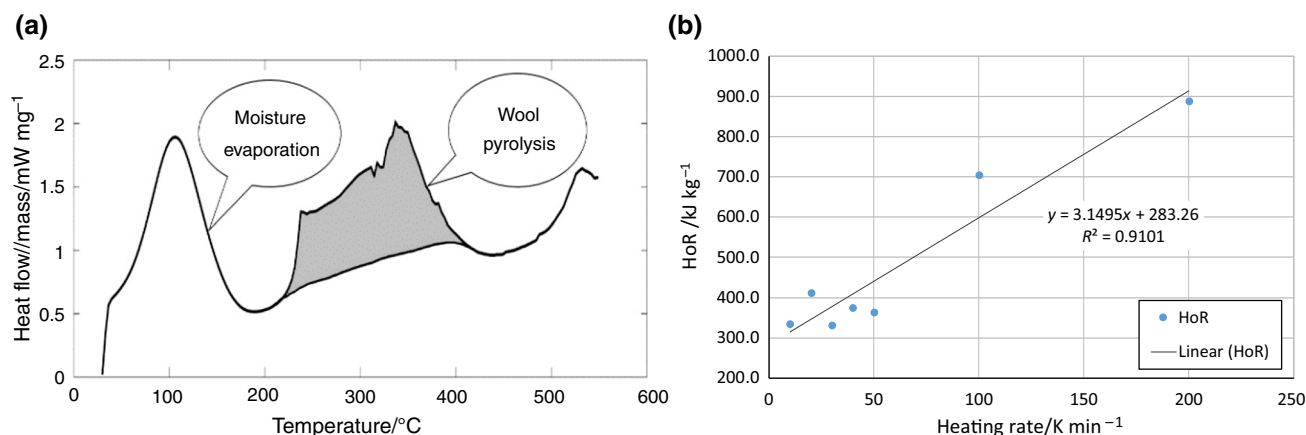 (a)
2.5
2
1.5
1
0.5
0
Heat flow//mass/mW mg⁻¹
Moisture
evaporation
Wool
pyrolysis
0 100 200 300 400 500 600
Temperature/°C
(b)
1000.0
900.0
800.0
700.0
600.0
500.0
400.0
300.0
200.0
HoR /kJ kg⁻¹
y = 3.1495x + 283.26
R² = 0.9101
HoR
Linear (HoR)
0 50 100 150 200 250
Heating rate/K min⁻¹